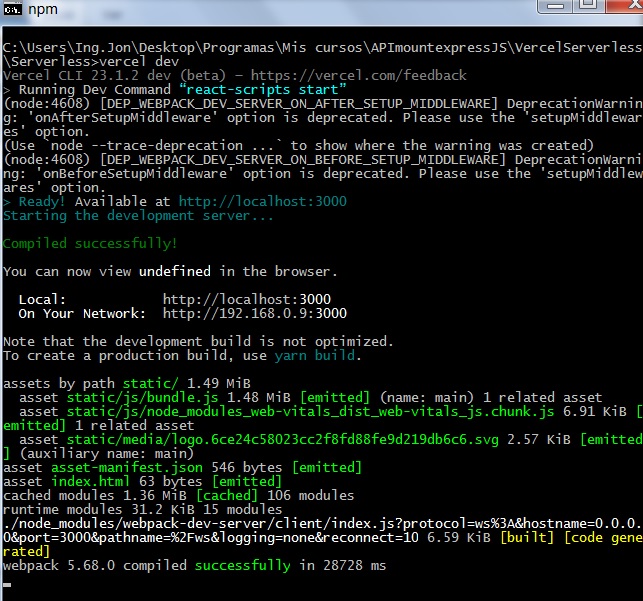 npm
C:\Users\Ing.Jon\Desktop\Programas\Mis cursos\APImountexpressJS\VercelServerless
\Serverless>vercel dev
Vercel CLI 23.1.2 dev (beta) – https://vercel.com/feedback
> Running Dev Command “react-scripts start”
(node:4608) [DEP_WEBPACK_DEV_SERVER_ON_AFTER_SETUP_MIDDLEWARE] DeprecationWarnin
g: 'onAfterSetupMiddleware' option is deprecated. Please use the 'setupMiddlewar
es' option.
(Use `node --trace-deprecation ...` to show where the warning was created)
(node:4608) [DEP_WEBPACK_DEV_SERVER_ON_BEFORE_SETUP_MIDDLEWARE] DeprecationWarni
ng: 'onBeforeSetupMiddleware' option is deprecated. Please use the 'setupMiddlew
ares' option.
> Ready! Available at http://localhost:3000
Starting the development server...
Compiled successfully!
You can now view undefined in the browser.
Local: http://localhost:3000
On Your Network: http://192.168.0.9:3000
Note that the development build is not optimized.
To create a production build, use yarn build.
assets by path static/ 1.49 MiB
asset static/js/bundle.js 1.48 MiB [emitted] (name: main) 1 related asset
asset static/js/node_modules_web-vitals_dist_web-vitals_js.chunk.js 6.91 KiB [
emitted] 1 related asset
asset static/media/logo.6ce24c58023cc2f8fd88fe9d219db6c6.svg 2.57 KiB [emitted
] (auxiliary name: main)
asset asset-manifest.json 546 bytes [emitted]
asset index.html 63 bytes [emitted]
cached modules 1.36 MiB [cached] 106 modules
runtime modules 31.2 KiB 15 modules
./node_modules/webpack-dev-server/client/index.js?protocol=ws%3A&hostname=0.0.0.
0&port=3000&pathname=%2Fws&logging=none&reconnect=10 6.59 KiB [built] [code gene
rated]
webpack 5.68.0 compiled successfully in 28728 ms